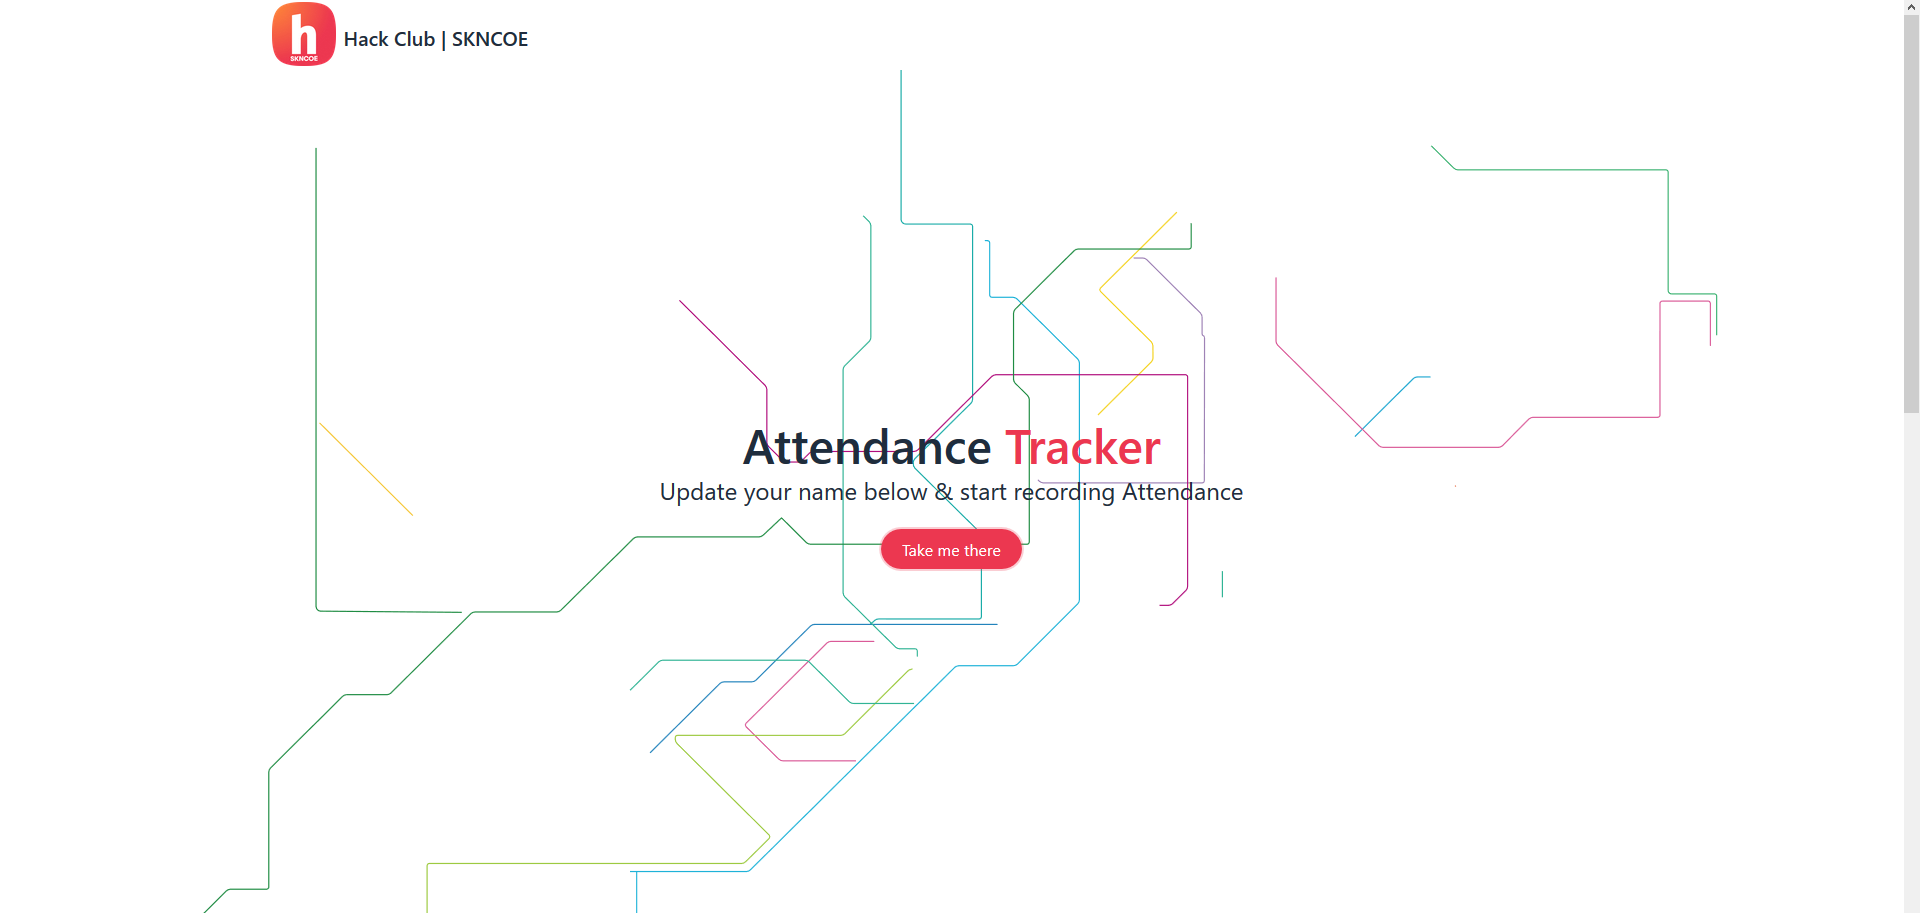 h
SKNCOE
Hack Club | SKNCOE
Attendance Tracker
Update your name below & start recording Attendance
Take me there